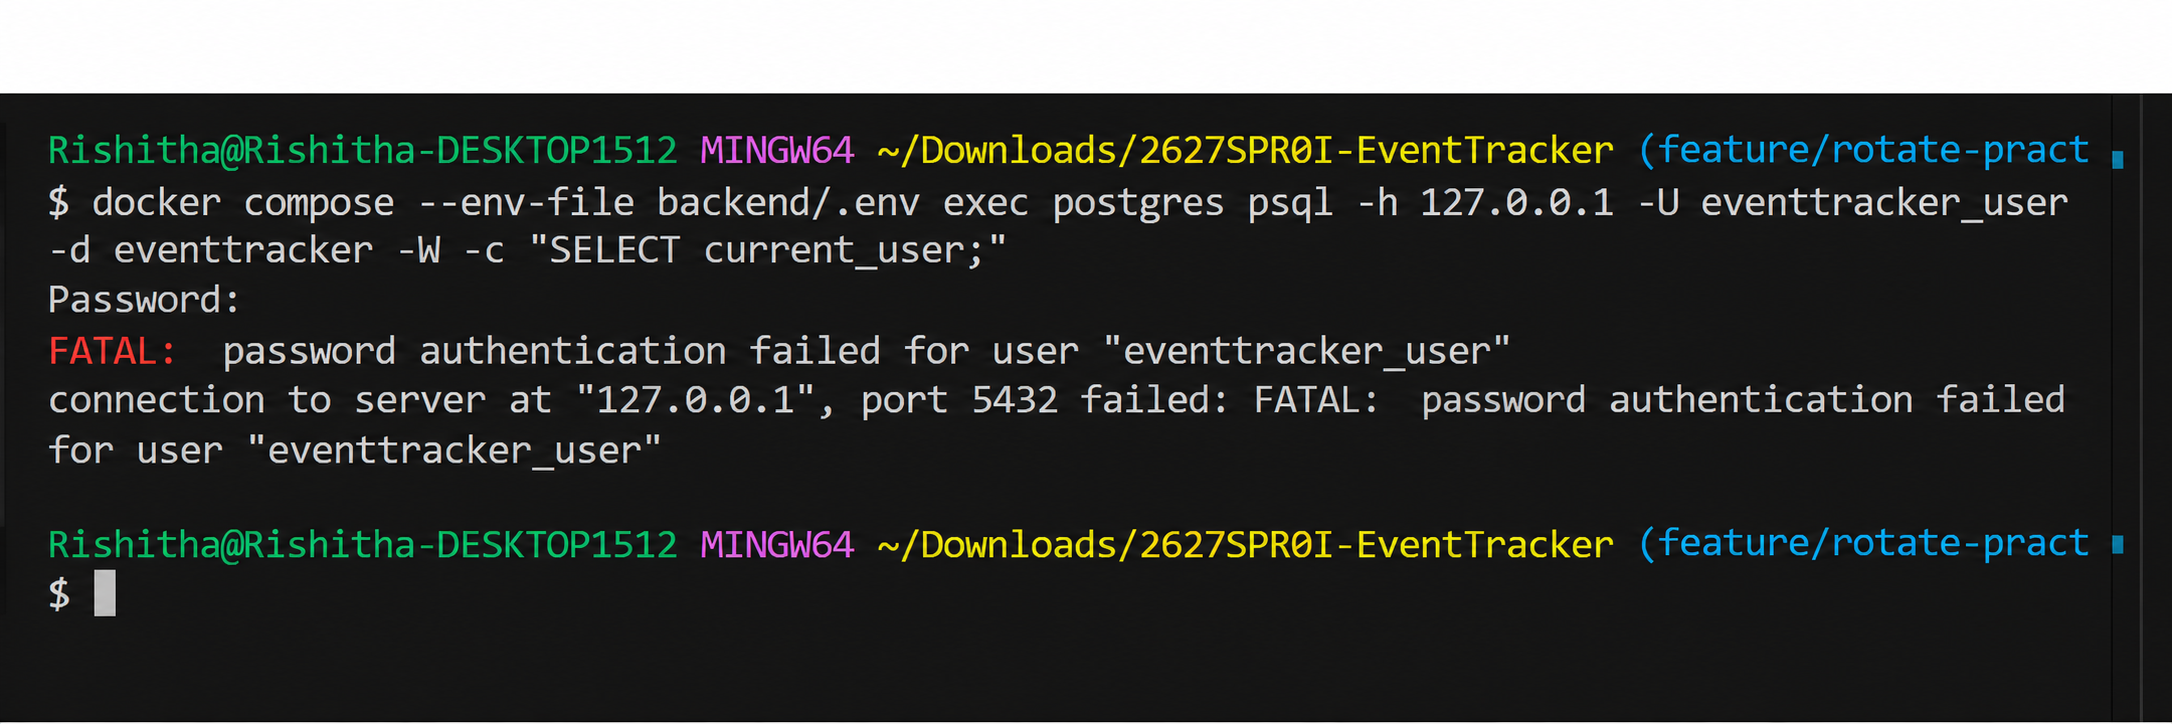 Rishitha@Rishitha-DESKTOP1512 MINGW64 ~/Downloads/2627SPR0I-EventTracker (feature/rotate-pract
$ docker compose --env-file backend/.env exec postgres psql -h 127.0.0.1 -U eventtracker_user
-d eventtracker -W -c "SELECT current_user;"
Password:
FATAL:  password authentication failed for user "eventtracker_user"
connection to server at "127.0.0.1", port 5432 failed: FATAL:  password authentication failed
for user "eventtracker_user"
Rishitha@Rishitha-DESKTOP1512 MINGW64 ~/Downloads/2627SPR0I-EventTracker (feature/rotate-pract
$